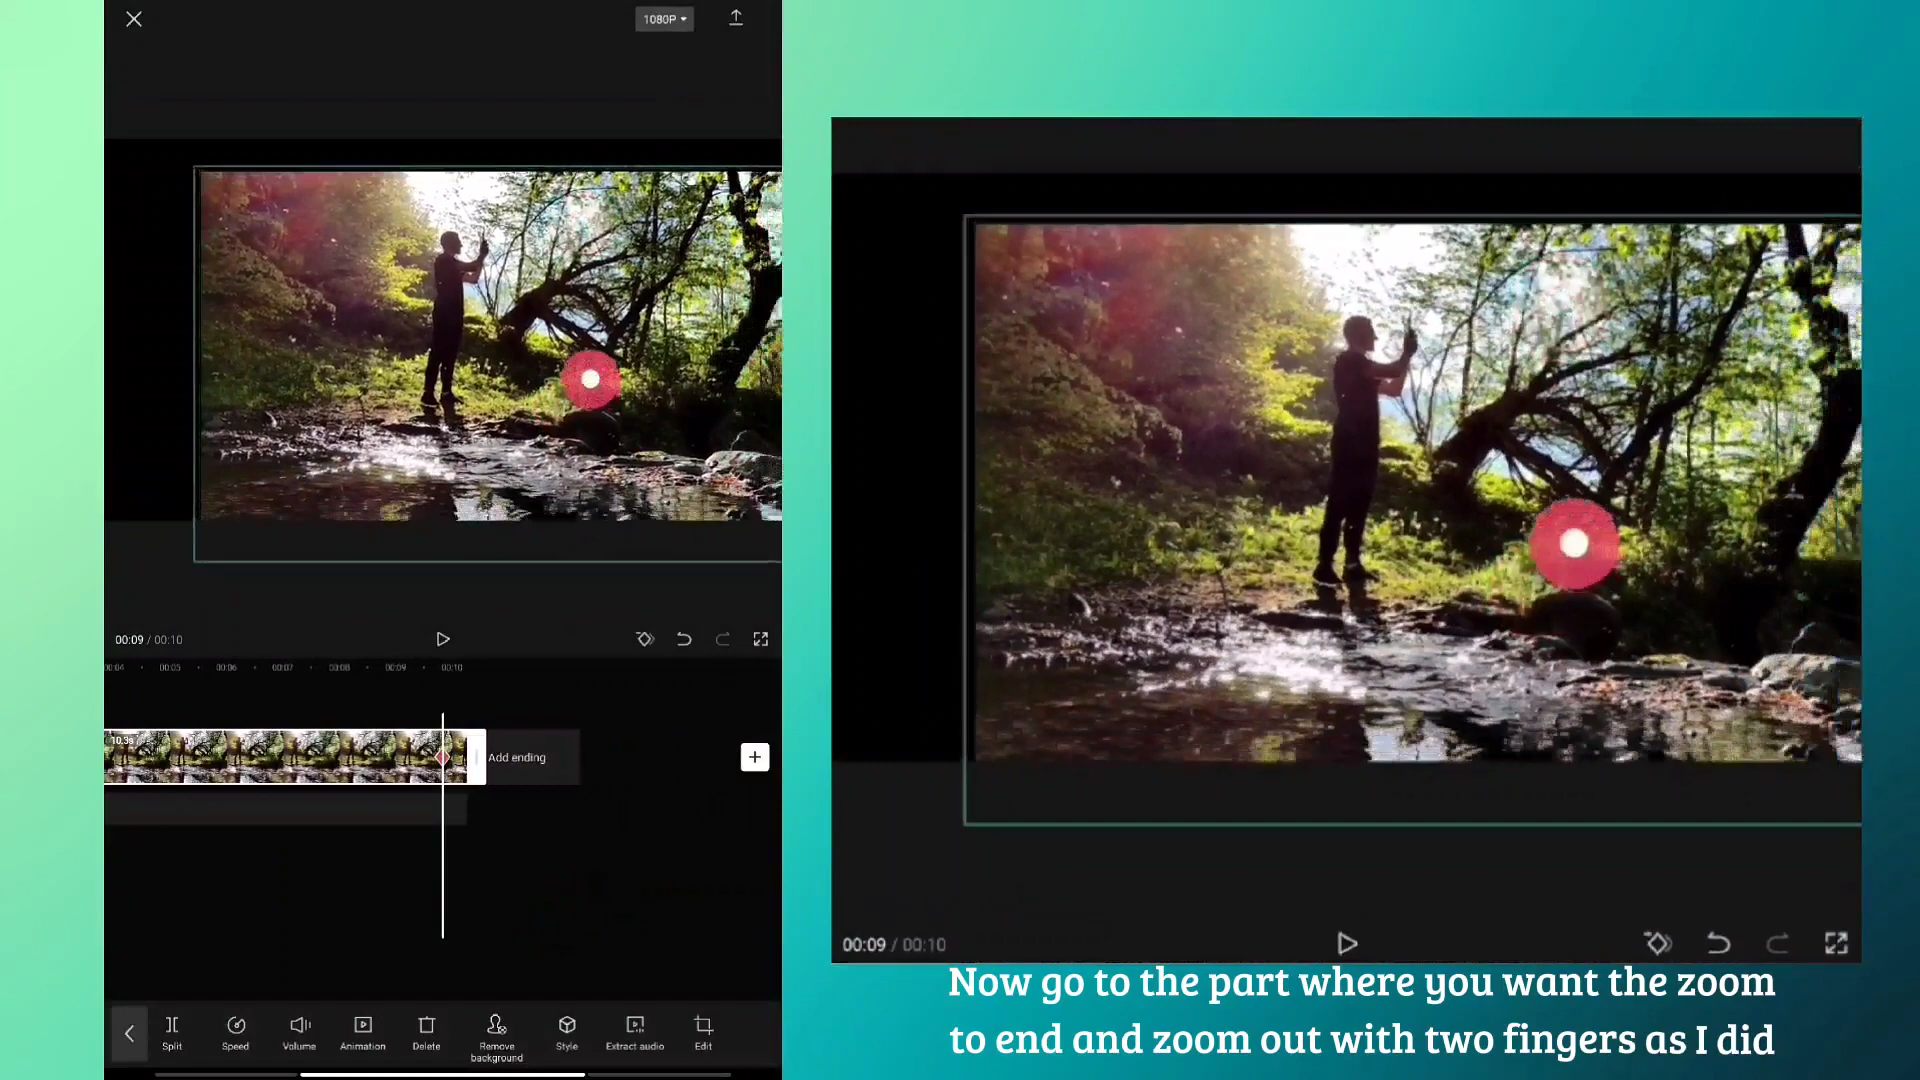 1080P
00:09 / 00:10
00:04 00:05 00:06 00:07 00:08 00:09 00:10
10.3s
Add ending
Split Speed Volume Animation Delete Remove background Style Extract audio Edit
00:09 / 00:10
Now go to the part where you want the zoom
to end and zoom out with two fingers as I did